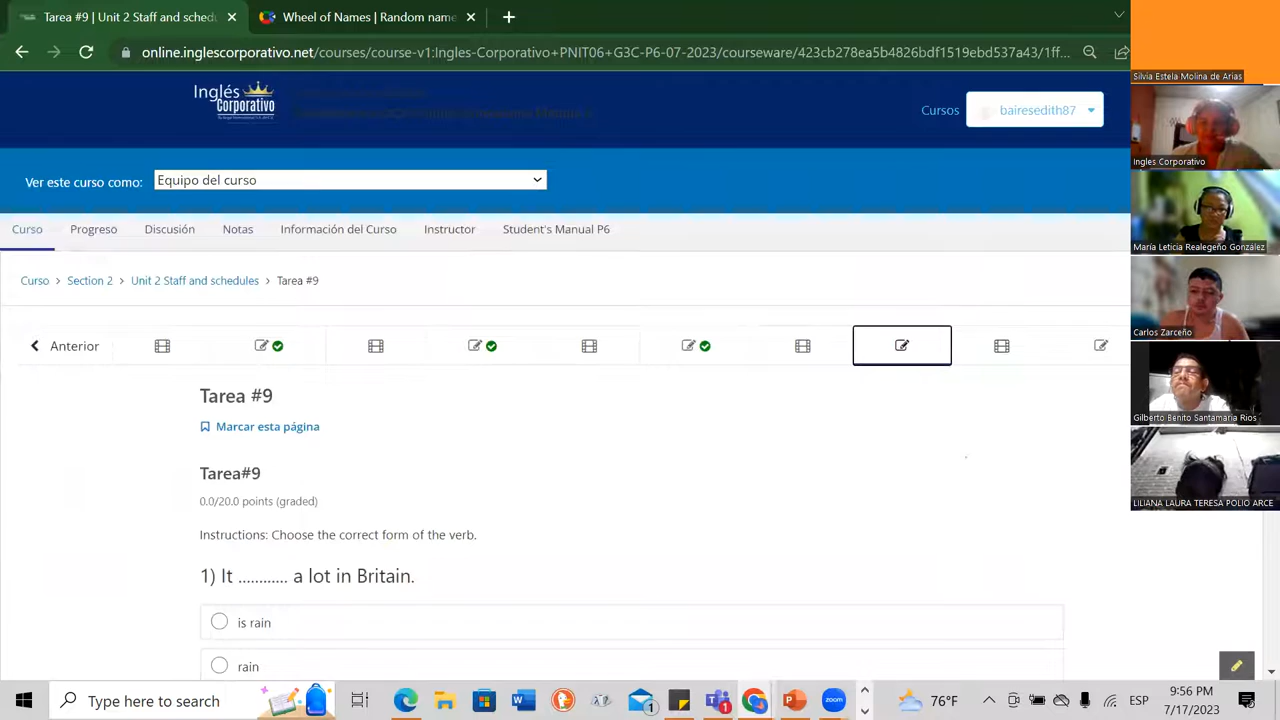 Tarea #9 | Unit 2 Staff and sched
Wheel of Names | Random nam
online.inglescorporativo.net/courses/course-v1:Ingles-Corporativo+PNIT06+G3C-P6-07-2023/courseware/423cb278ea5b4826bdf1519ebd537a43/1ff...
Inglés
Corporativo
Cursos
bairesedith87
Ver este curso como:
Equipo del curso
Curso
Progreso
Discusión
Notas
Información del Curso
Instructor
Student's Manual P6
Curso > Section 2 > Unit 2 Staff and schedules > Tarea #9
Anterior
Tarea #9
Marcar esta página
Tarea#9
0.0/20.0 points (graded)
Instructions: Choose the correct form of the verb.
1) It ............ a lot in Britain.
is rain
rain
Silvia Estela Molina de Arias
Ingles Corporativo
María Leticia Realegeño González
Carlos Zarceño
Gilberto Benito Santamaria Rios
LILIANA LAURA TERESA POLIO ARCE
Type here to search
zoom
76°F
ESP
9:56 PM
7/17/2023